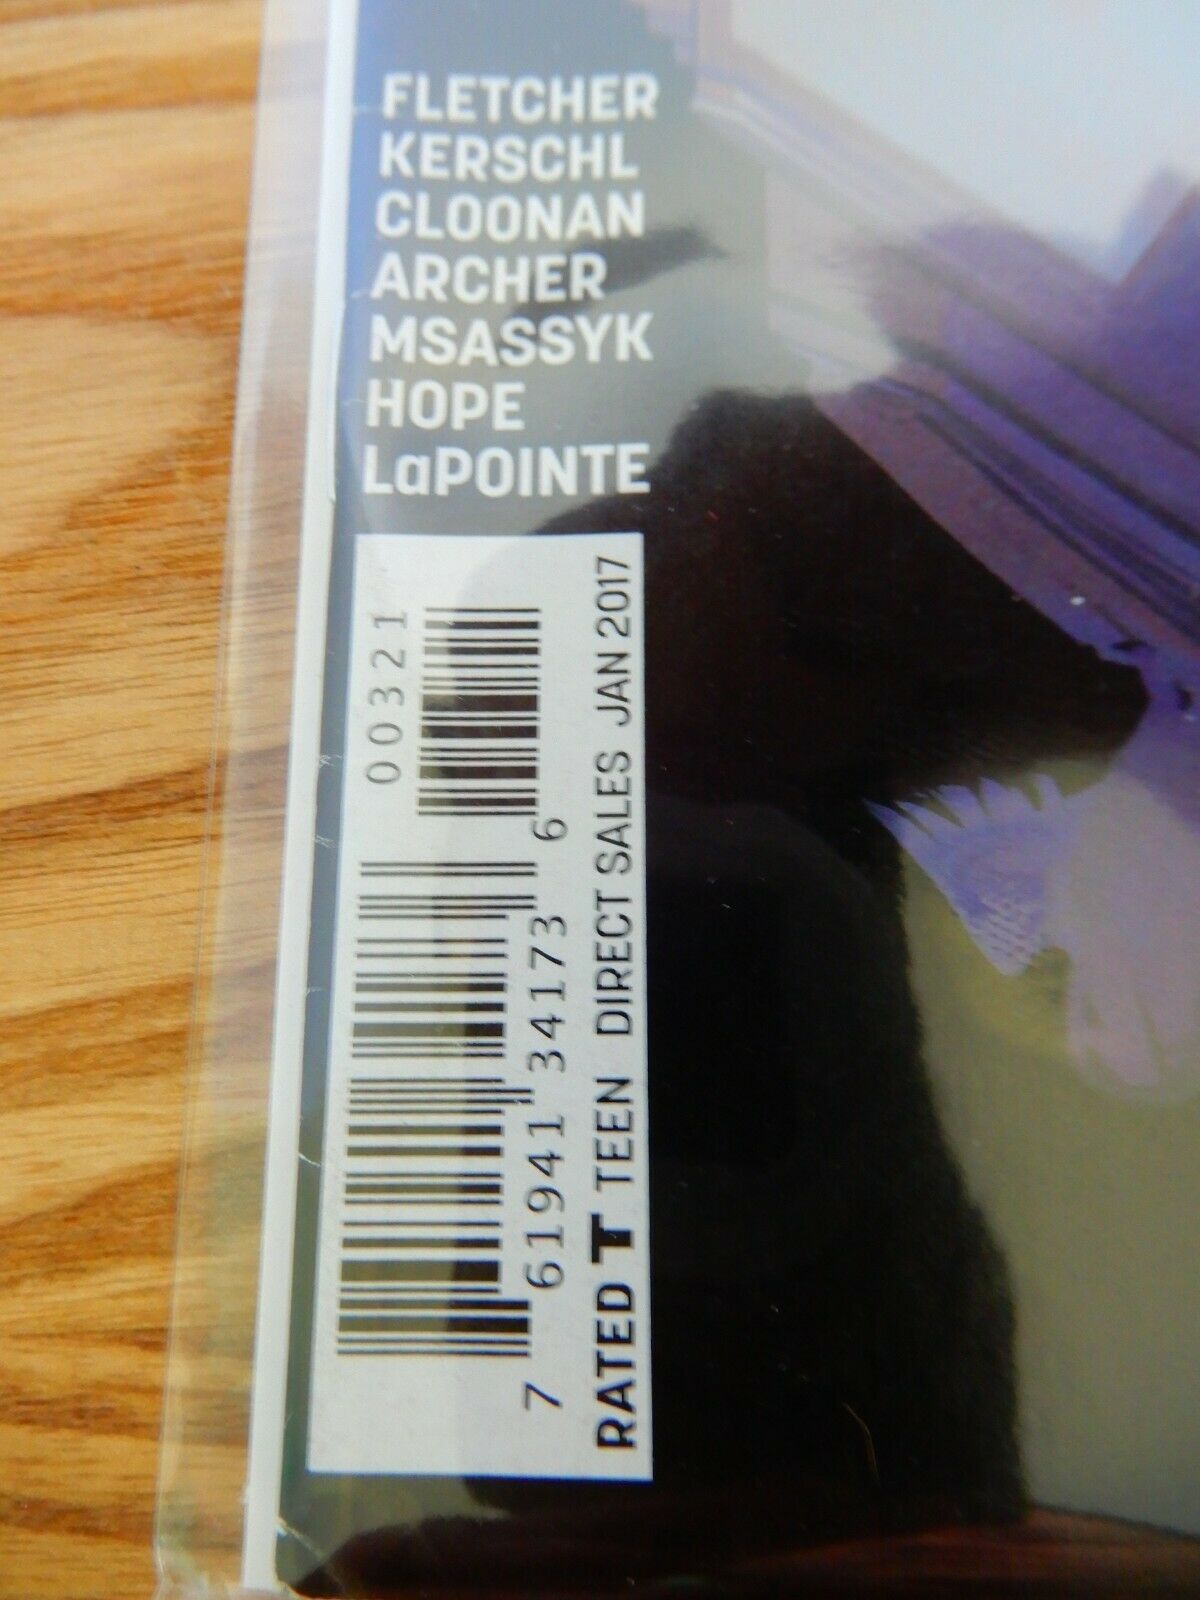 FLETCHER
KERSCHL
CLOONAN
ARCHER
MSASSYK
HOPE
LaPOINTE
00321
7 61941 34173 6
RATED T TEEN DIRECT SALES JAN 2017